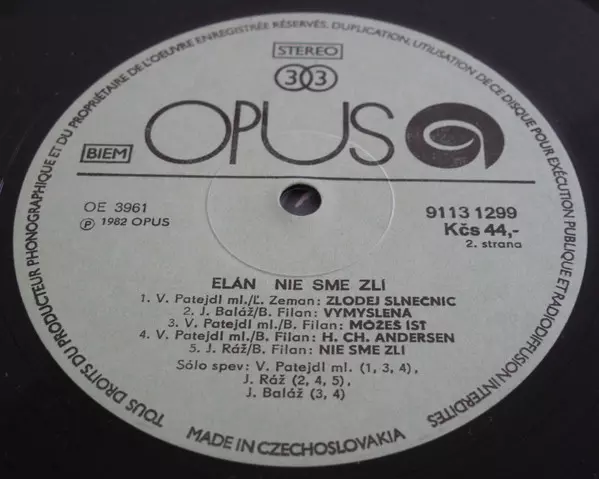 TOUS DROITS DU PRODUCTEUR PHONOGRAPHIQUE ET DU PROPRIÉTAIRE DE L'OEUVRE ENREGISTRÉE RÉSERVÉS. DUPLICATION, UTILISATION DE CE DISQUE POUR EXÉCUTION PUBLIQUE ET RADIODIFFUSION INTERDITES
STEREO
33
OPUS
BIEM
OE 3961
Ⓟ 1982 OPUS
9113 1299
Kčs 44,-
2. strana
ELÁN NIE SME ZLÍ
1. V. Patejdl ml./Ľ. Zeman: ZLODEJ SLNEČNÍC
2. J. Baláž/B. Filan: VYMYSLENÁ
3. V. Patejdl ml./B. Filan: MÔŽEŠ ÍSŤ
4. V. Patejdl ml./B. Filan: H. CH. ANDERSEN
5. J. Ráž/B. Filan: NIE SME ZLÍ
Sólo spev: V. Patejdl ml. (1, 3, 4),
J. Ráž (2, 4, 5),
J. Baláž (3, 4)
MADE IN CZECHOSLOVAKIA